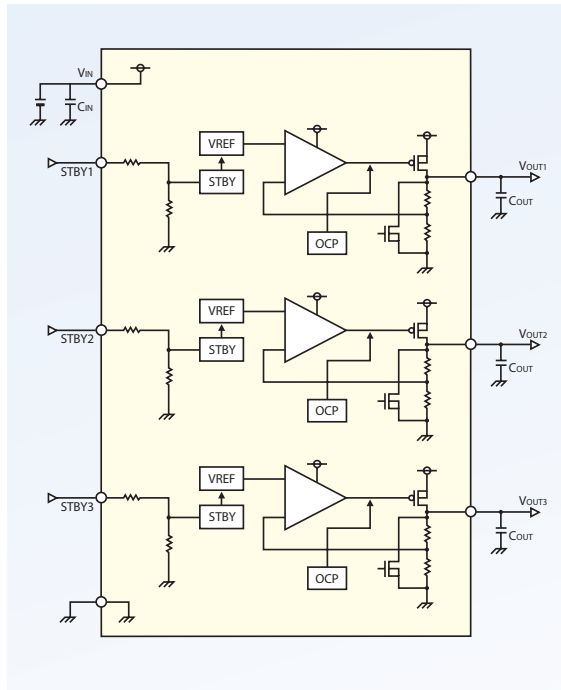 VIN
CIN
STBY1
VREF
STBY
OCP
VOUT1
COUT
STBY2
VREF
STBY
OCP
VOUT2
COUT
STBY3
VREF
STBY
OCP
VOUT3
COUT